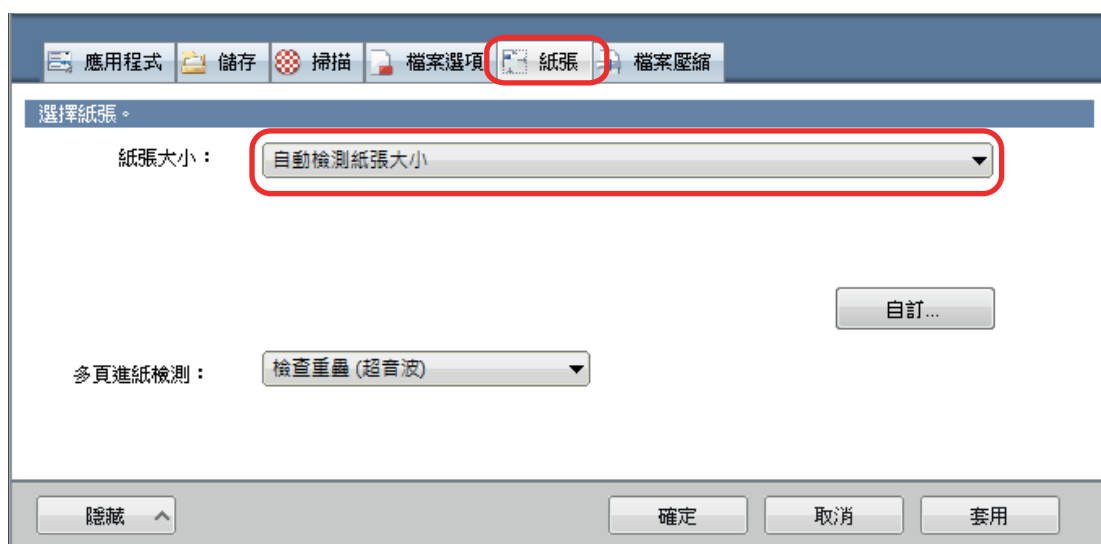 應用程式 儲存 掃描 檔案選項 紙張 檔案壓縮
選擇紙張。
紙張大小： 自動檢測紙張大小
自訂...
多頁進紙檢測： 檢查重疊 (超音波)
隱藏 確定 取消 套用